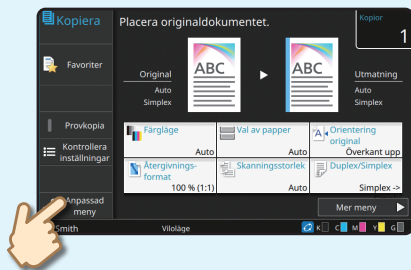 Kopiera
Placera originaldokumentet.
Kopior
1
Favoriter
Original
Auto
Simplex
ABC
ABC
Utmatning
Auto
Simplex
Provkopia
Kontrollera
inställningar
Anpassad
meny
Färgläge
Auto
Val av papper
Auto
A
Orientering
original
Överkant upp
Återgivnings-
format
100 % (1:1)
Skanningsstorlek
Auto
Duplex/Simplex
Simplex ->
Mer meny
Smith
Viloläge
K C M Y G